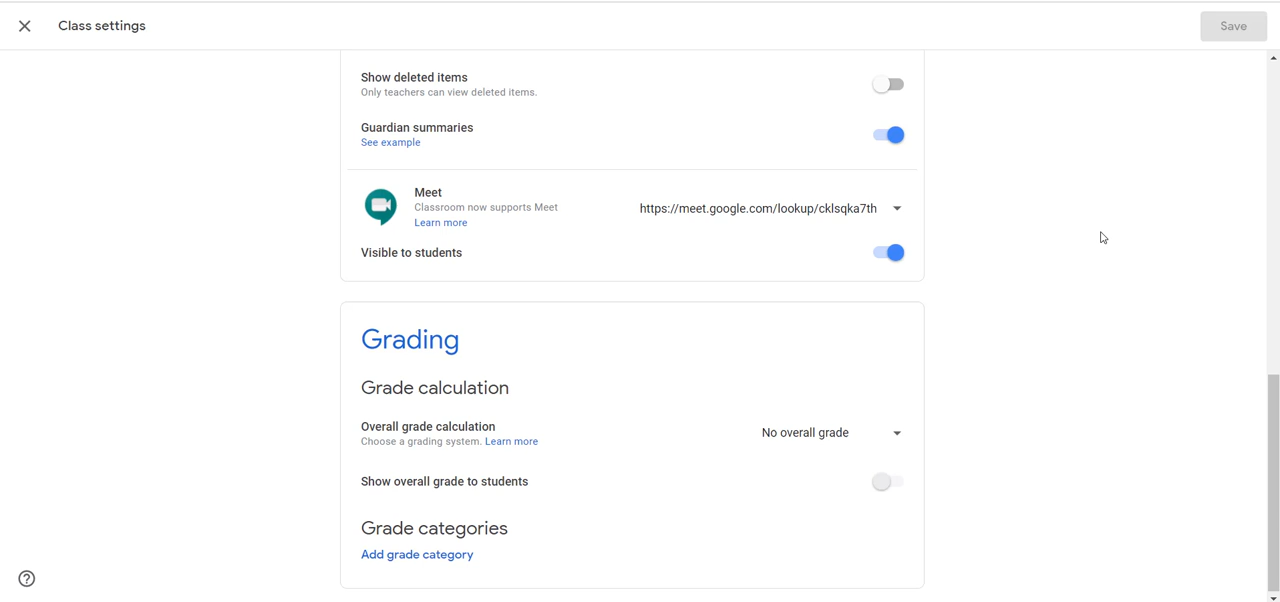 Class settings
Save
Show deleted items
Only teachers can view deleted items.
Guardian summaries
See example
Meet
Classroom now supports Meet
Learn more
https://meet.google.com/lookup/cklsqka7th
Visible to students
Grading
Grade calculation
Overall grade calculation
Choose a grading system. Learn more
No overall grade
Show overall grade to students
Grade categories
Add grade category